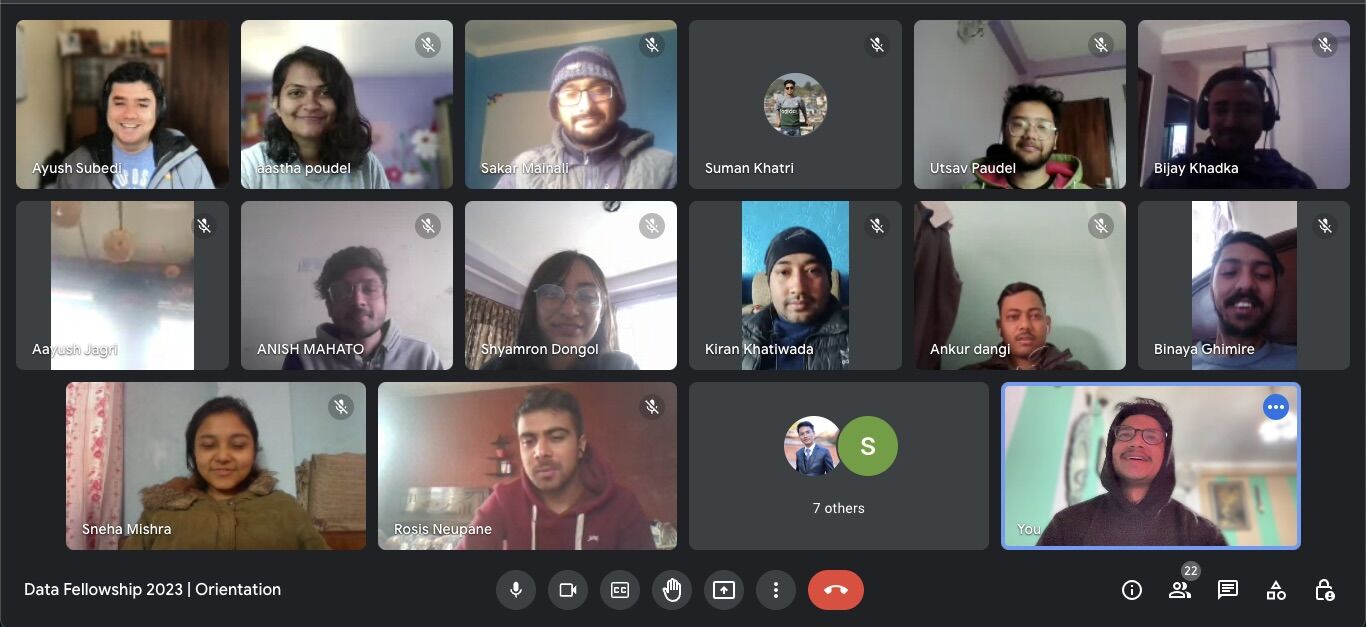 Ayush Subedi
aastha poudel
Sakar Mainali
Suman Khatri
Utsav Paudel
Bijay Khadka
Aayush Jagri
ANISH MAHATO
Shyamron Dongol
Kiran Khatiwada
Ankur dangi
Binaya Ghimire
Sneha Mishra
Rosis Neupane
S
7 others
You
Data Fellowship 2023 | Orientation
CC
22